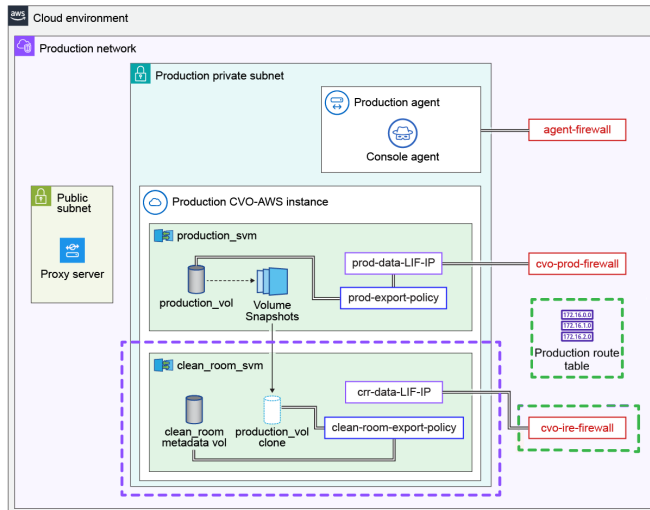 aws
Cloud environment
Production network
Production private subnet
Production agent
Console agent
agent-firewall
Public
subnet
Proxy server
Production CVO-AWS instance
production_svm
production_vol
Volume
Snapshots
prod-data-LIF-IP
prod-export-policy
cvo-prod-firewall
172.16.0.0
172.16.1.0
172.16.2.0
Production route
table
clean_room_svm
clean_room
metadata vol
production_vol
clone
crr-data-LIF-IP
clean-room-export-policy
cvo-ire-firewall